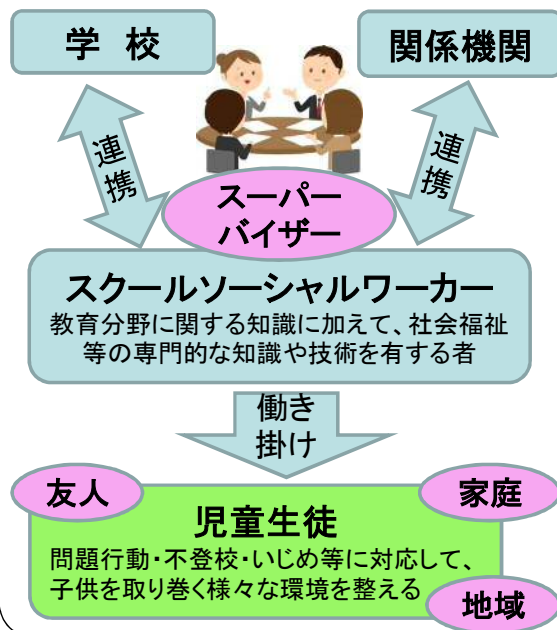 学 校
関係機関
連携
連携
スーパー
バイザー
スクールソーシャルワーカー
教育分野に関する知識に加えて、社会福祉
等の専門的な知識や技術を有する者
働き
掛け
友人
家庭
児童生徒
問題行動・不登校・いじめ等に対応して、
子供を取り巻く様々な環境を整える
地域